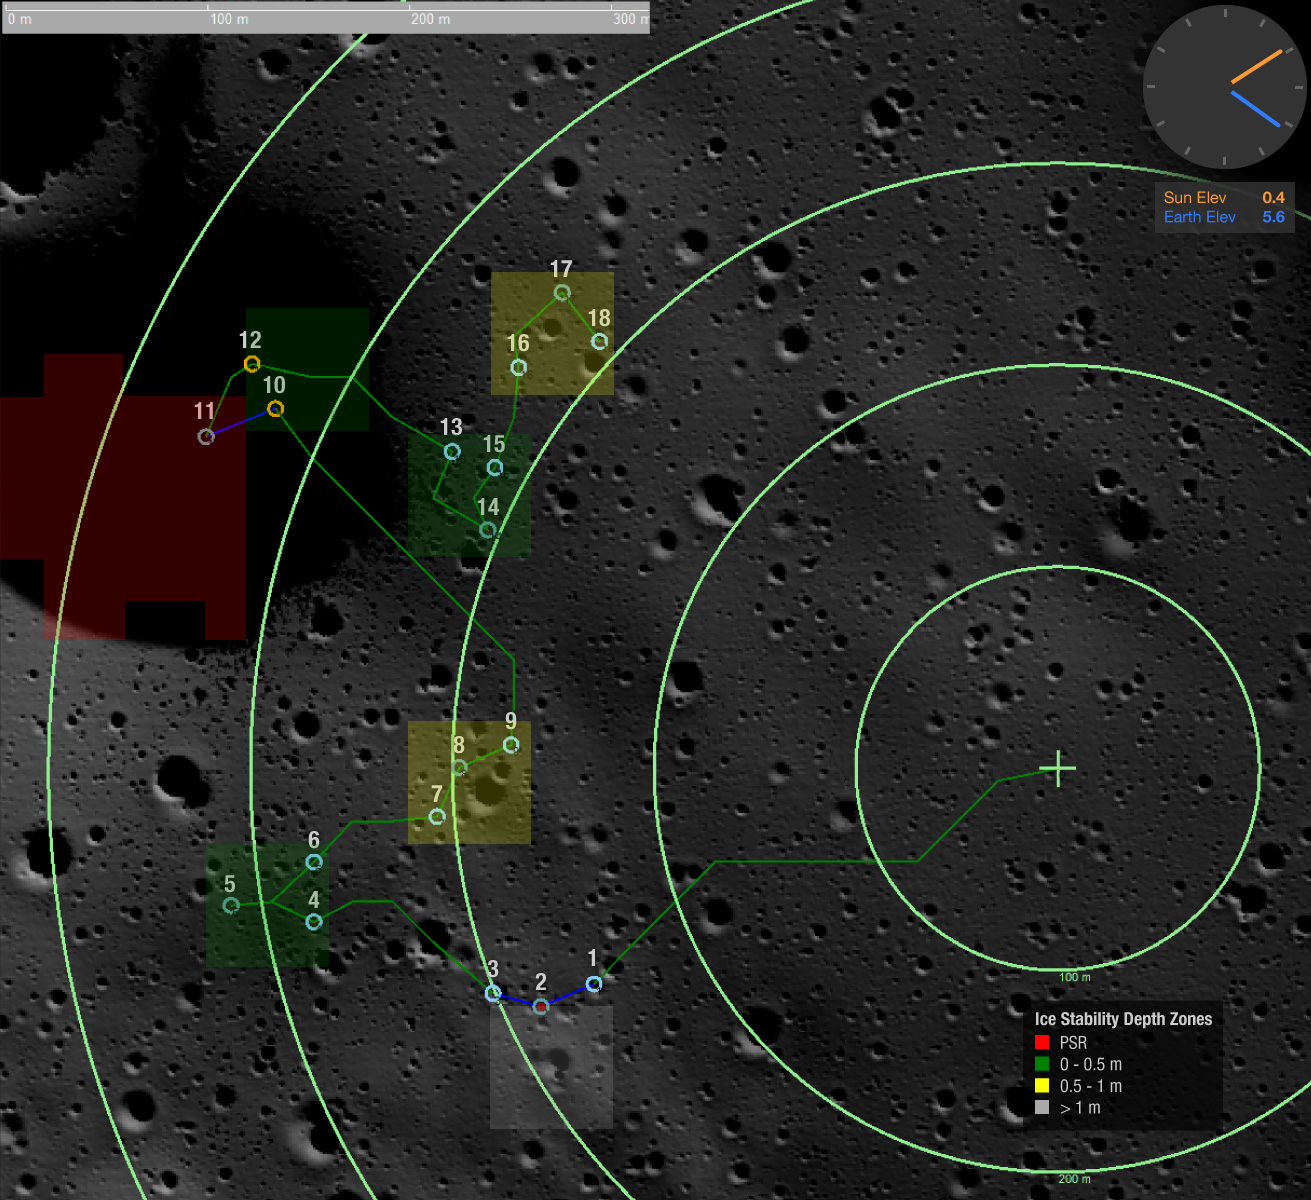 0 m 100 m 200 m 300 m
Sun Elev 0.4
Earth Elev 5.6
17
18
12
16
10
11
13
15
14
9
8
7
6
5
4
1
3
2
100 m
Ice Stability Depth Zones
PSR
0 - 0.5 m
0.5 - 1 m
> 1 m
200 m